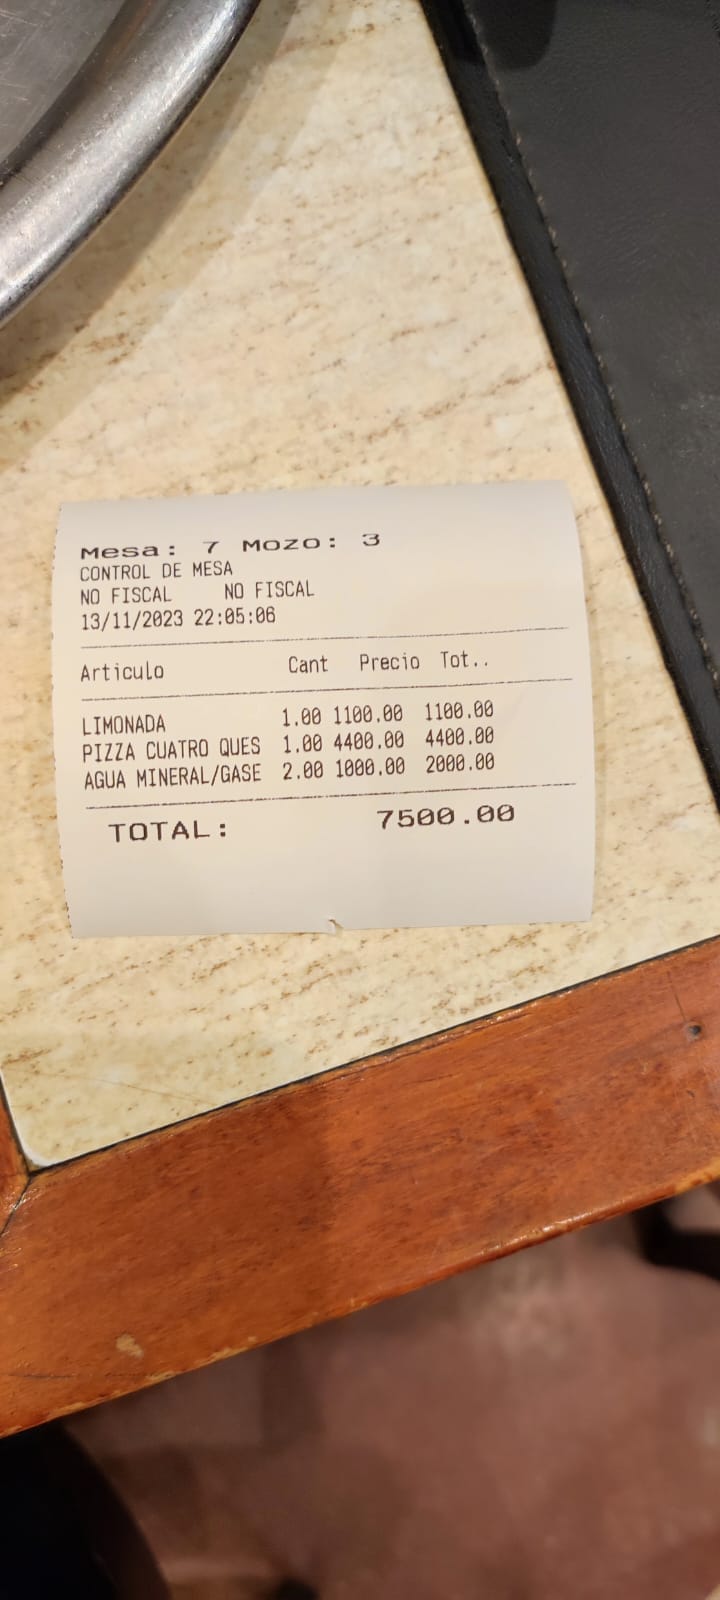 Mesa: 7 Mozo: 3
CONTROL DE MESA
NO FISCAL NO FISCAL
13/11/2023 22:05:06
Articulo Cant Precio Tot..
LIMONADA 1.00 1100.00 1100.00
PIZZA CUATRO QUES 1.00 4400.00 4400.00
AGUA MINERAL/GASE 2.00 1000.00 2000.00
TOTAL: 7500.00